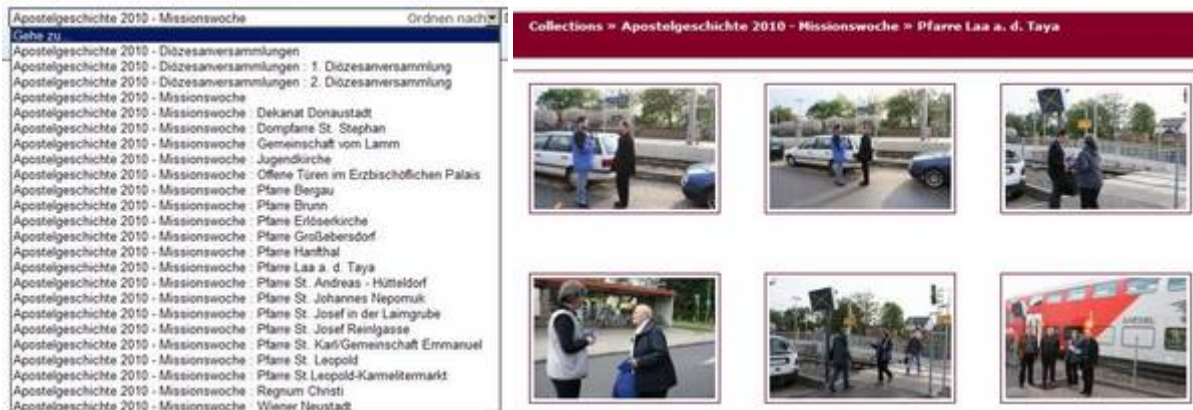 Apostelgeschichte 2010 - Missionswoche Ordnen nach
Gehe zu...
Apostelgeschichte 2010 - Diözesanversammlungen
Apostelgeschichte 2010 - Diözesanversammlungen : 1. Diözesanversammlung
Apostelgeschichte 2010 - Diözesanversammlungen : 2. Diözesanversammlung
Apostelgeschichte 2010 - Missionswoche
Apostelgeschichte 2010 - Missionswoche : Dekanat Donaustadt
Apostelgeschichte 2010 - Missionswoche : Dompfarre St. Stephan
Apostelgeschichte 2010 - Missionswoche : Gemeinschaft vom Lamm
Apostelgeschichte 2010 - Missionswoche : Jugendkirche
Apostelgeschichte 2010 - Missionswoche : Offene Türen im Erzbischöflichen Palais
Apostelgeschichte 2010 - Missionswoche : Pfarre Bergau
Apostelgeschichte 2010 - Missionswoche : Pfarre Brunn
Apostelgeschichte 2010 - Missionswoche : Pfarre Erlöserkirche
Apostelgeschichte 2010 - Missionswoche : Pfarre Großebersdorf
Apostelgeschichte 2010 - Missionswoche : Pfarre Hanfthal
Apostelgeschichte 2010 - Missionswoche : Pfarre Laa a. d. Taya
Apostelgeschichte 2010 - Missionswoche : Pfarre St. Andreas - Hütteldorf
Apostelgeschichte 2010 - Missionswoche : Pfarre St. Johannes Nepomuk
Apostelgeschichte 2010 - Missionswoche : Pfarre St. Josef in der Laimgrube
Apostelgeschichte 2010 - Missionswoche : Pfarre St. Josef Reinlgasse
Apostelgeschichte 2010 - Missionswoche : Pfarre St. Karl/Gemeinschaft Emmanuel
Apostelgeschichte 2010 - Missionswoche : Pfarre St. Leopold
Apostelgeschichte 2010 - Missionswoche : Pfarre St.Leopold-Karmelitermarkt
Apostelgeschichte 2010 - Missionswoche : Regnum Christi
Apostelgeschichte 2010 - Missionswoche : Wiener Neustadt
Collections » Apostelgeschichte 2010 - Missionswoche » Pfarre Laa a. d. Taya